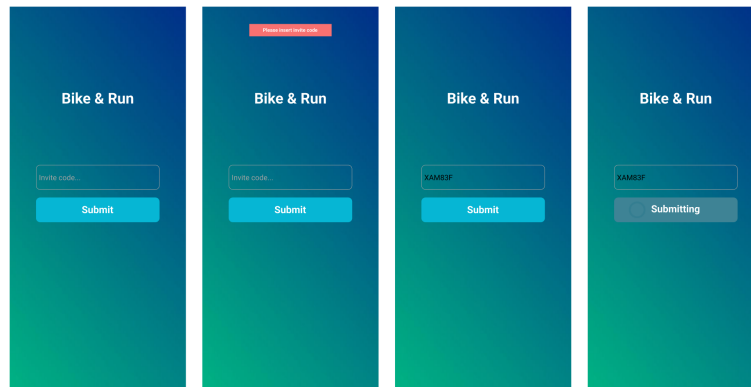 Bike & Run
Invite code...
Submit
Please insert invite code
Bike & Run
Invite code...
Submit
Bike & Run
XAM83F
Submit
Bike & Run
XAM83F
Submitting